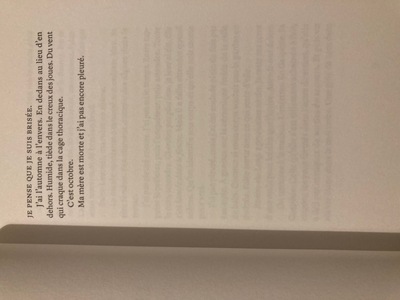 JE PENSE QUE JE SUIS BRISÉE.
J'ai l'automne à l'envers. En dedans au lieu d'en
dehors. Humide, tiède dans le creux des joues. Du vent
qui craque dans la cage thoracique.
C'est octobre.
Ma mère est morte et j'ai pas encore pleuré.